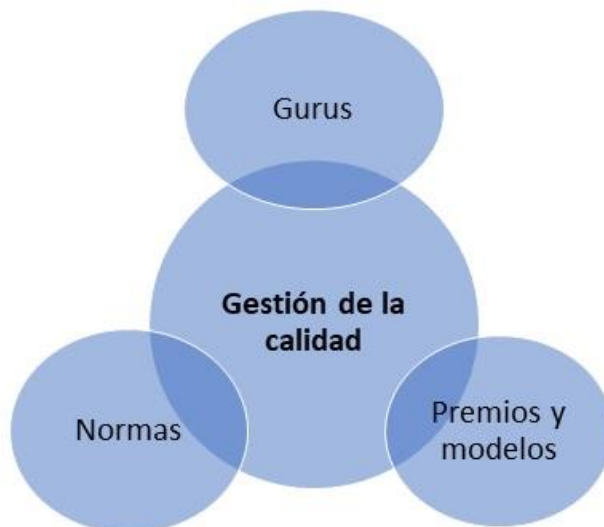 Gurus
Gestión de la
calidad
Normas
Premios y
modelos